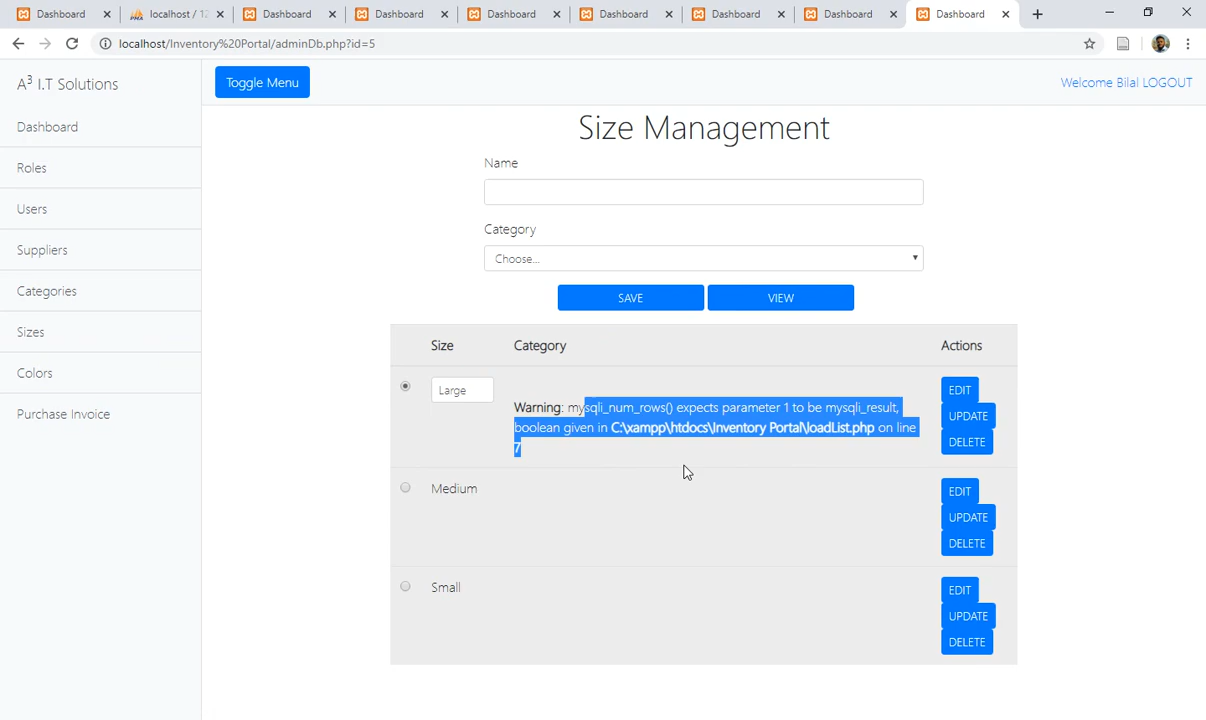 Dashboard
localhost / 12
Dashboard
Dashboard
Dashboard
Dashboard
Dashboard
Dashboard
Dashboard
localhost/Inventory%20Portal/adminDb.php?id=5
A³ I.T Solutions
Toggle Menu
Welcome Bilal LOGOUT
Dashboard
Roles
Users
Suppliers
Categories
Sizes
Colors
Purchase Invoice
Size Management
Name
Category
Choose...
SAVE VIEW
Size Category Actions
Large
Warning: mysqli_num_rows() expects parameter 1 to be mysqli_result,
boolean given in C:\xampp\htdocs\Inventory Portal\loadList.php on line
7
EDIT
UPDATE
DELETE
Medium
EDIT
UPDATE
DELETE
Small
EDIT
UPDATE
DELETE